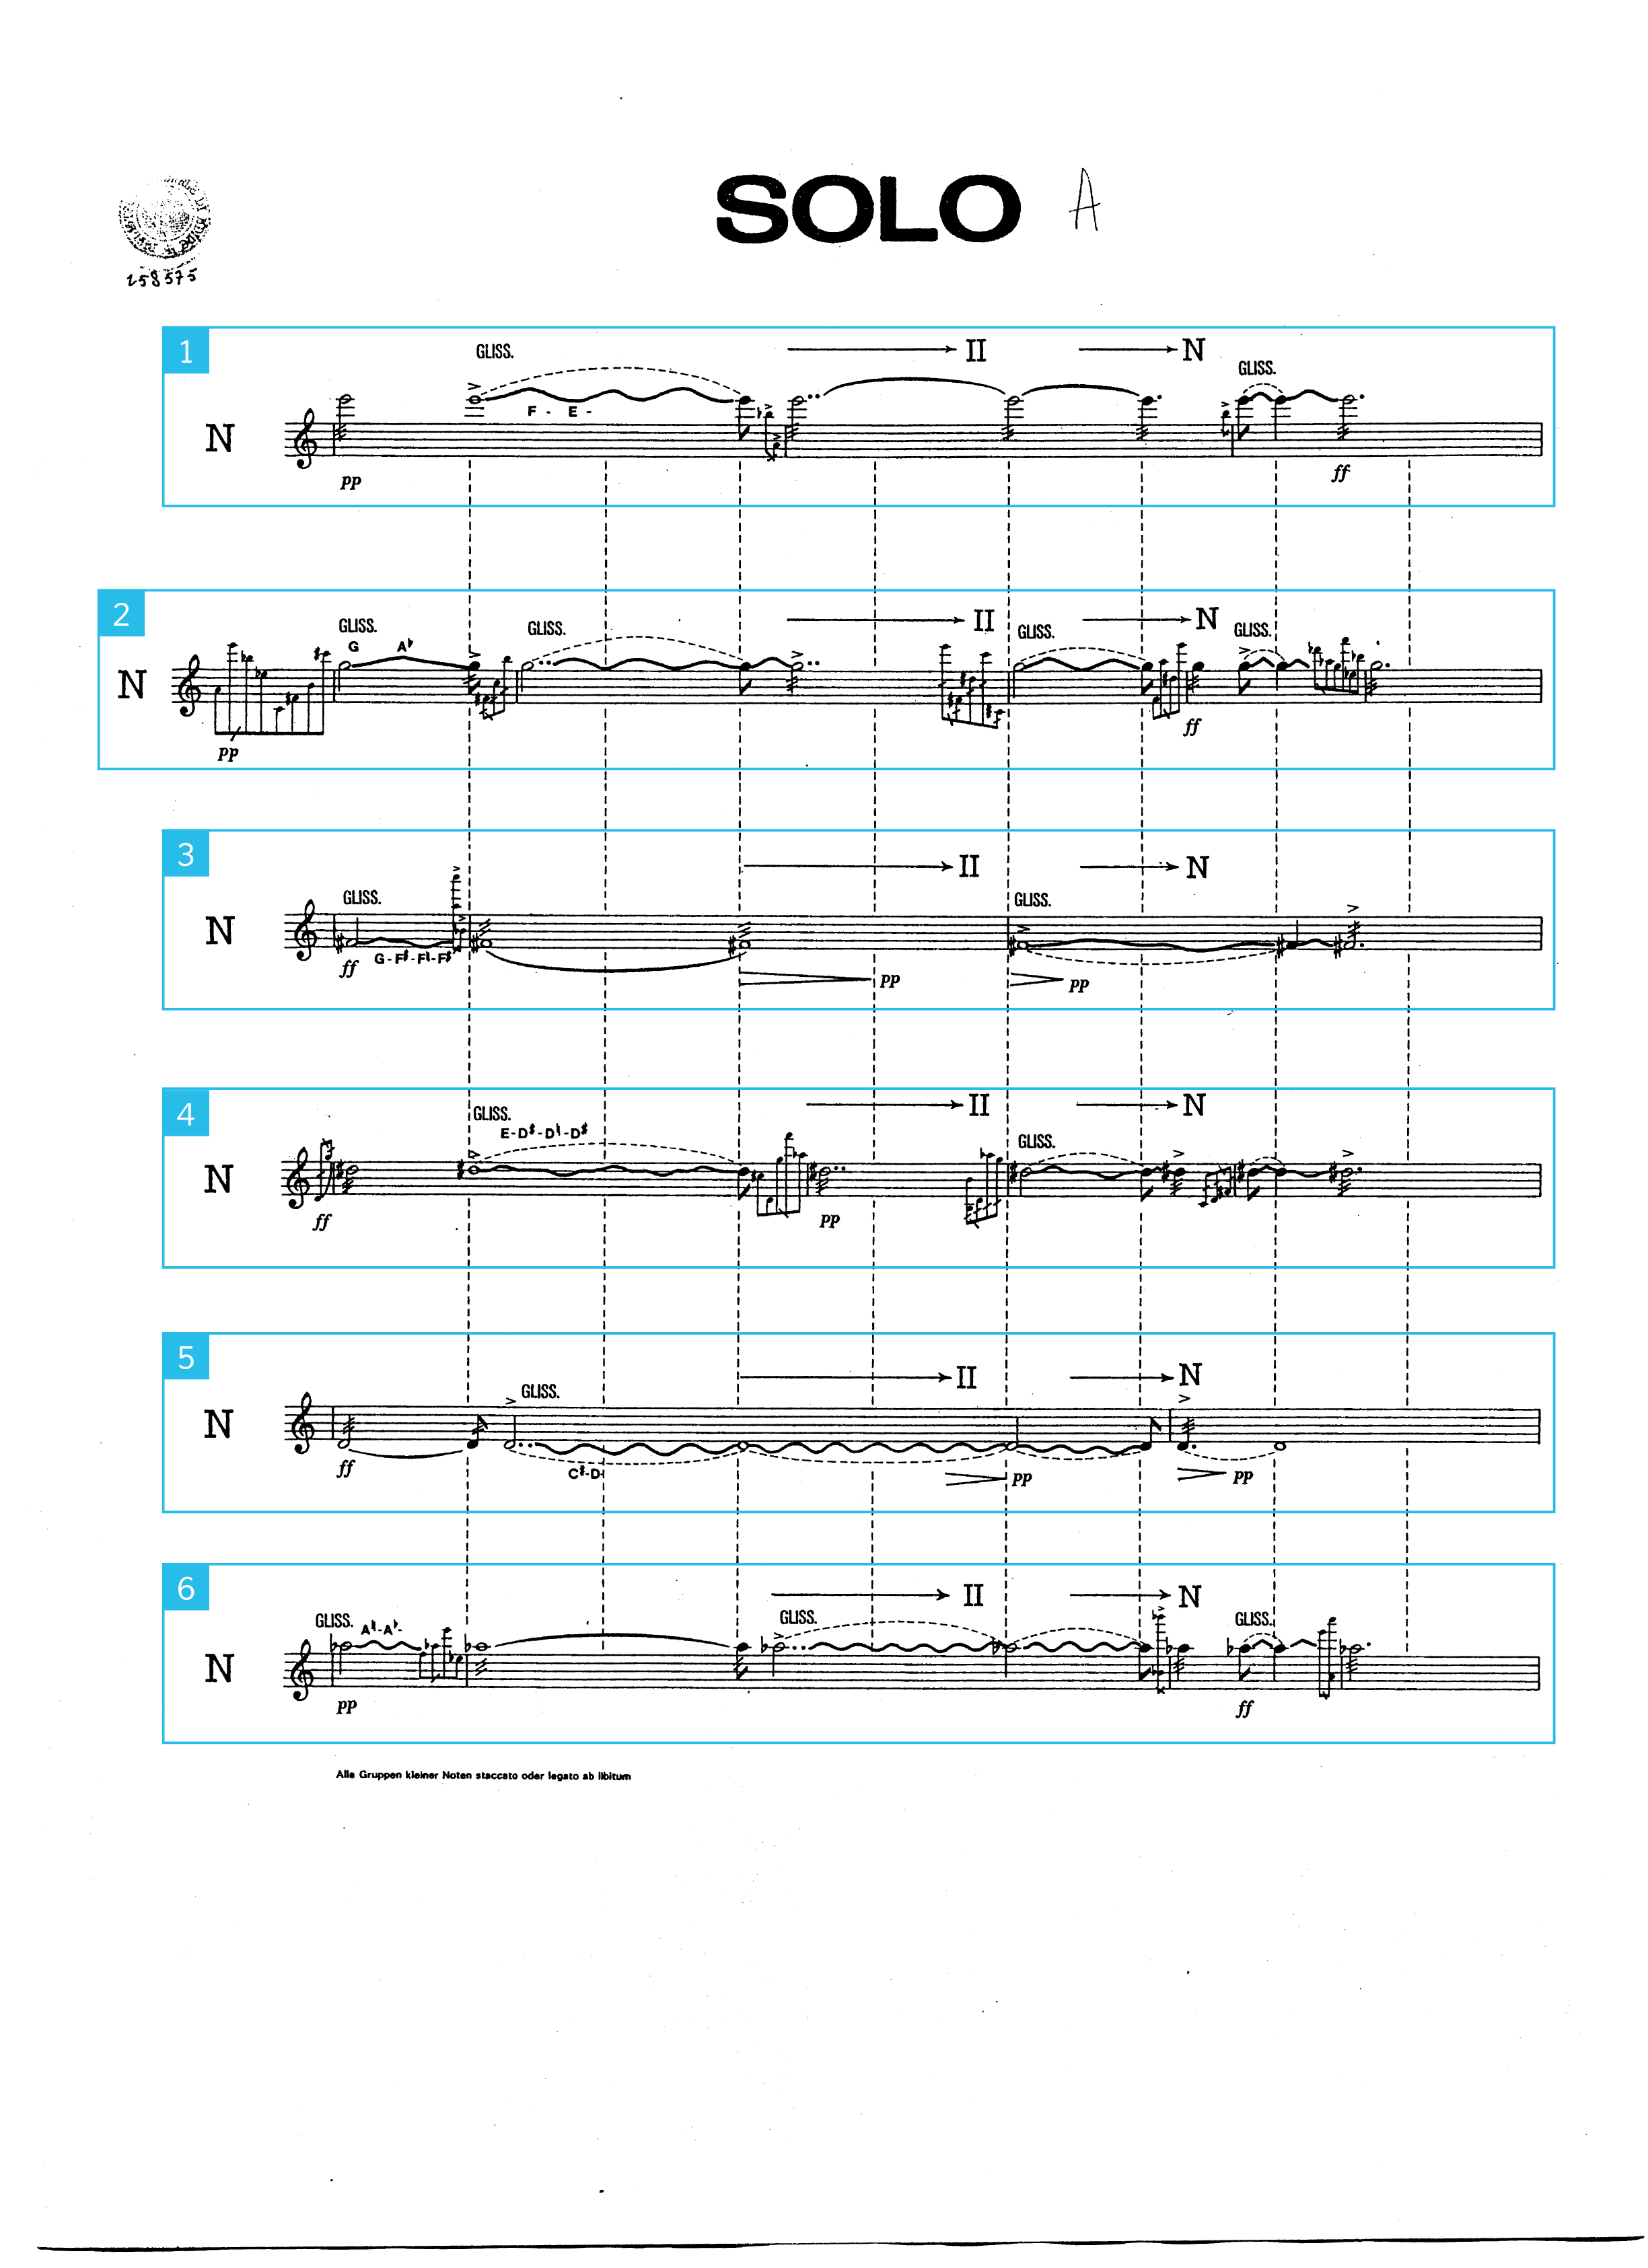 SOLO A
258575
1
GLISS.
II
N
GLISS.
F - E -
N
pp
ff
2
GLISS.
G A♭
GLISS.
II
GLISS.
N
GLISS.
N
pp
ff
3
II
N
GLISS.
GLISS.
N
ff
G-F♯-F♮-F♯
pp
pp
4
GLISS.
E-D♯-D♮-D♯
II
N
GLISS.
N
ff
pp
5
GLISS.
II
N
N
ff
C♯-D
pp
pp
6
GLISS. A♮-A♭-
GLISS.
II
N
GLISS.
N
pp
ff
Alle Gruppen kleiner Noten staccato oder legato ab libitum